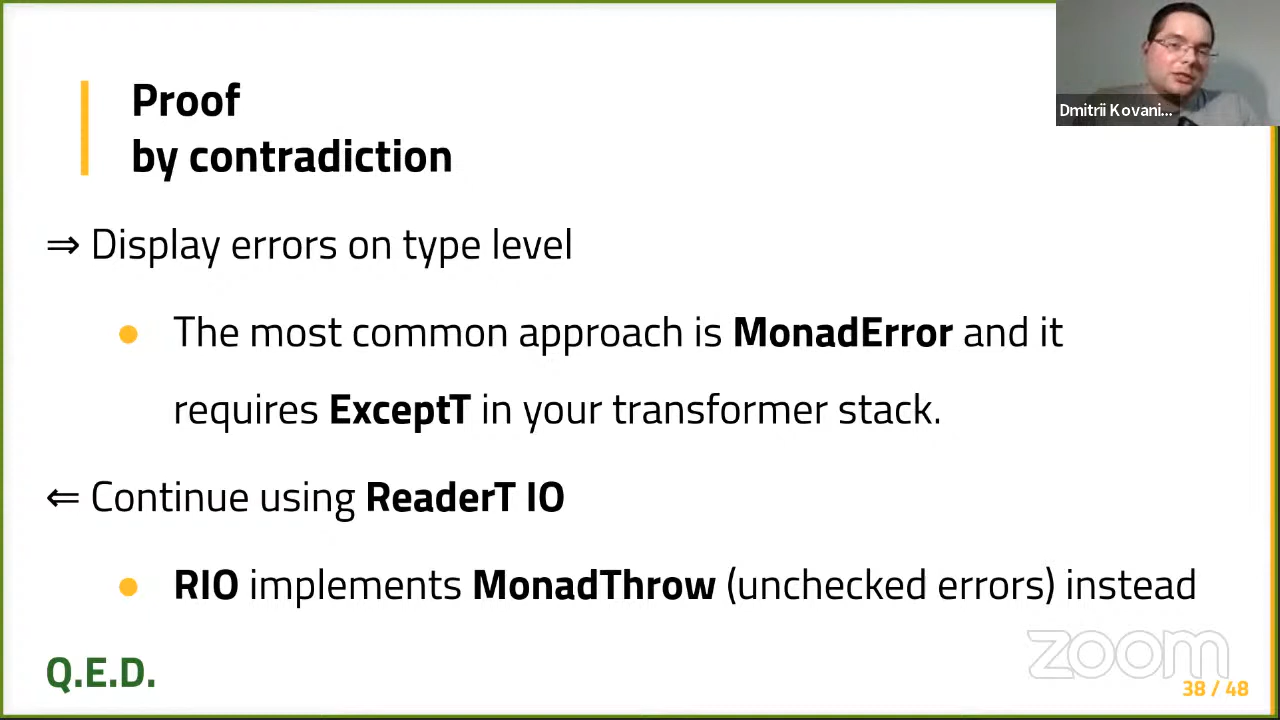 Proof
by contradiction
Dmitrii Kovani...
⇒ Display errors on type level
● The most common approach is MonadError and it
requires ExceptT in your transformer stack.
⇐ Continue using ReaderT IO
● RIO implements MonadThrow (unchecked errors) instead
zoom
Q.E.D.
38 / 48